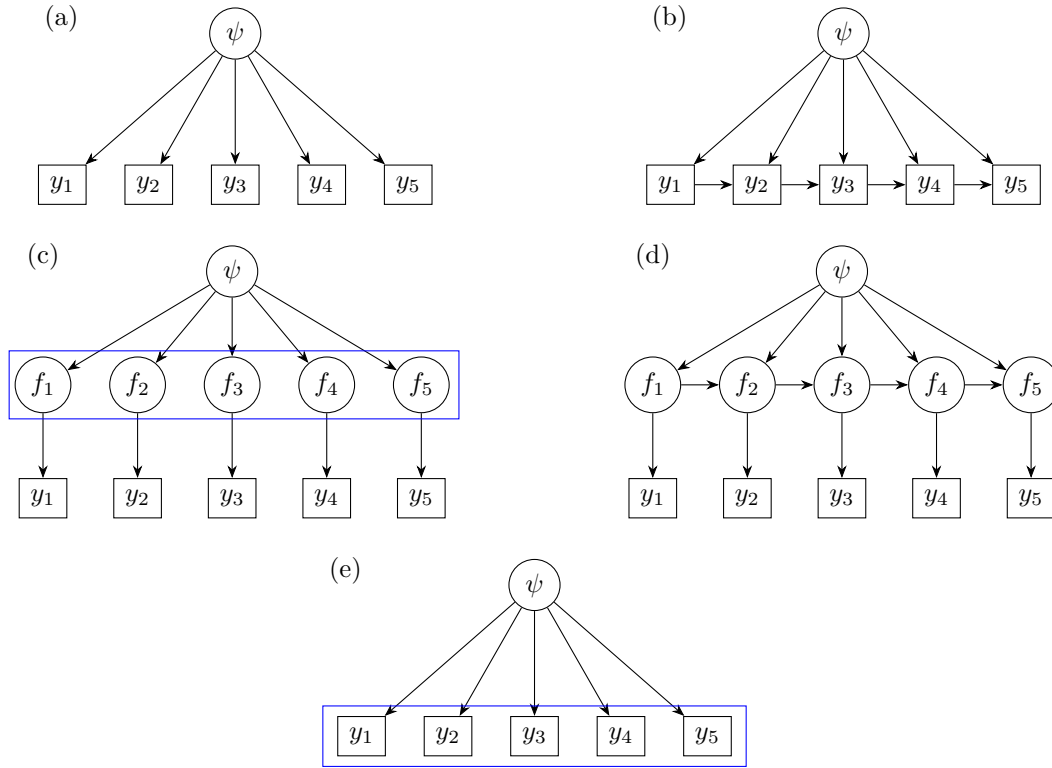 (a) (b)
ψ ψ
y₁ y₂ y₃ y₄ y₅ y₁ y₂ y₃ y₄ y₅
(c) (d)
ψ ψ
f₁ f₂ f₃ f₄ f₅ f₁ f₂ f₃ f₄ f₅
y₁ y₂ y₃ y₄ y₅ y₁ y₂ y₃ y₄ y₅
(e)
ψ
y₁ y₂ y₃ y₄ y₅